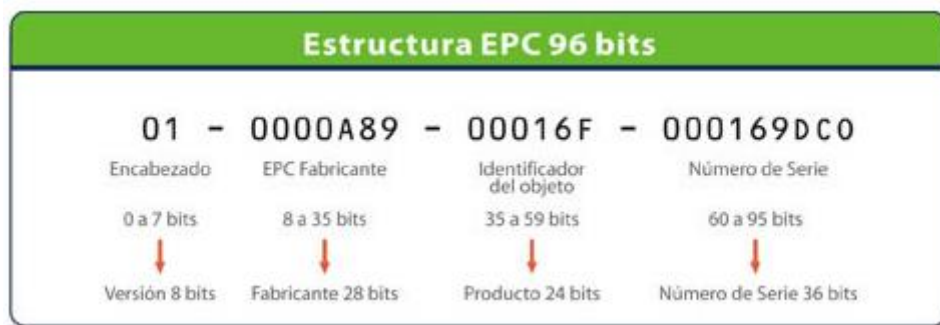 Estructura EPC 96 bits
01 - 0000A89 - 00016F - 000169DC0
Encabezado EPC Fabricante Identificador del objeto Número de Serie
0 a 7 bits 8 a 35 bits 35 a 59 bits 60 a 95 bits
Versión 8 bits Fabricante 28 bits Producto 24 bits Número de Serie 36 bits